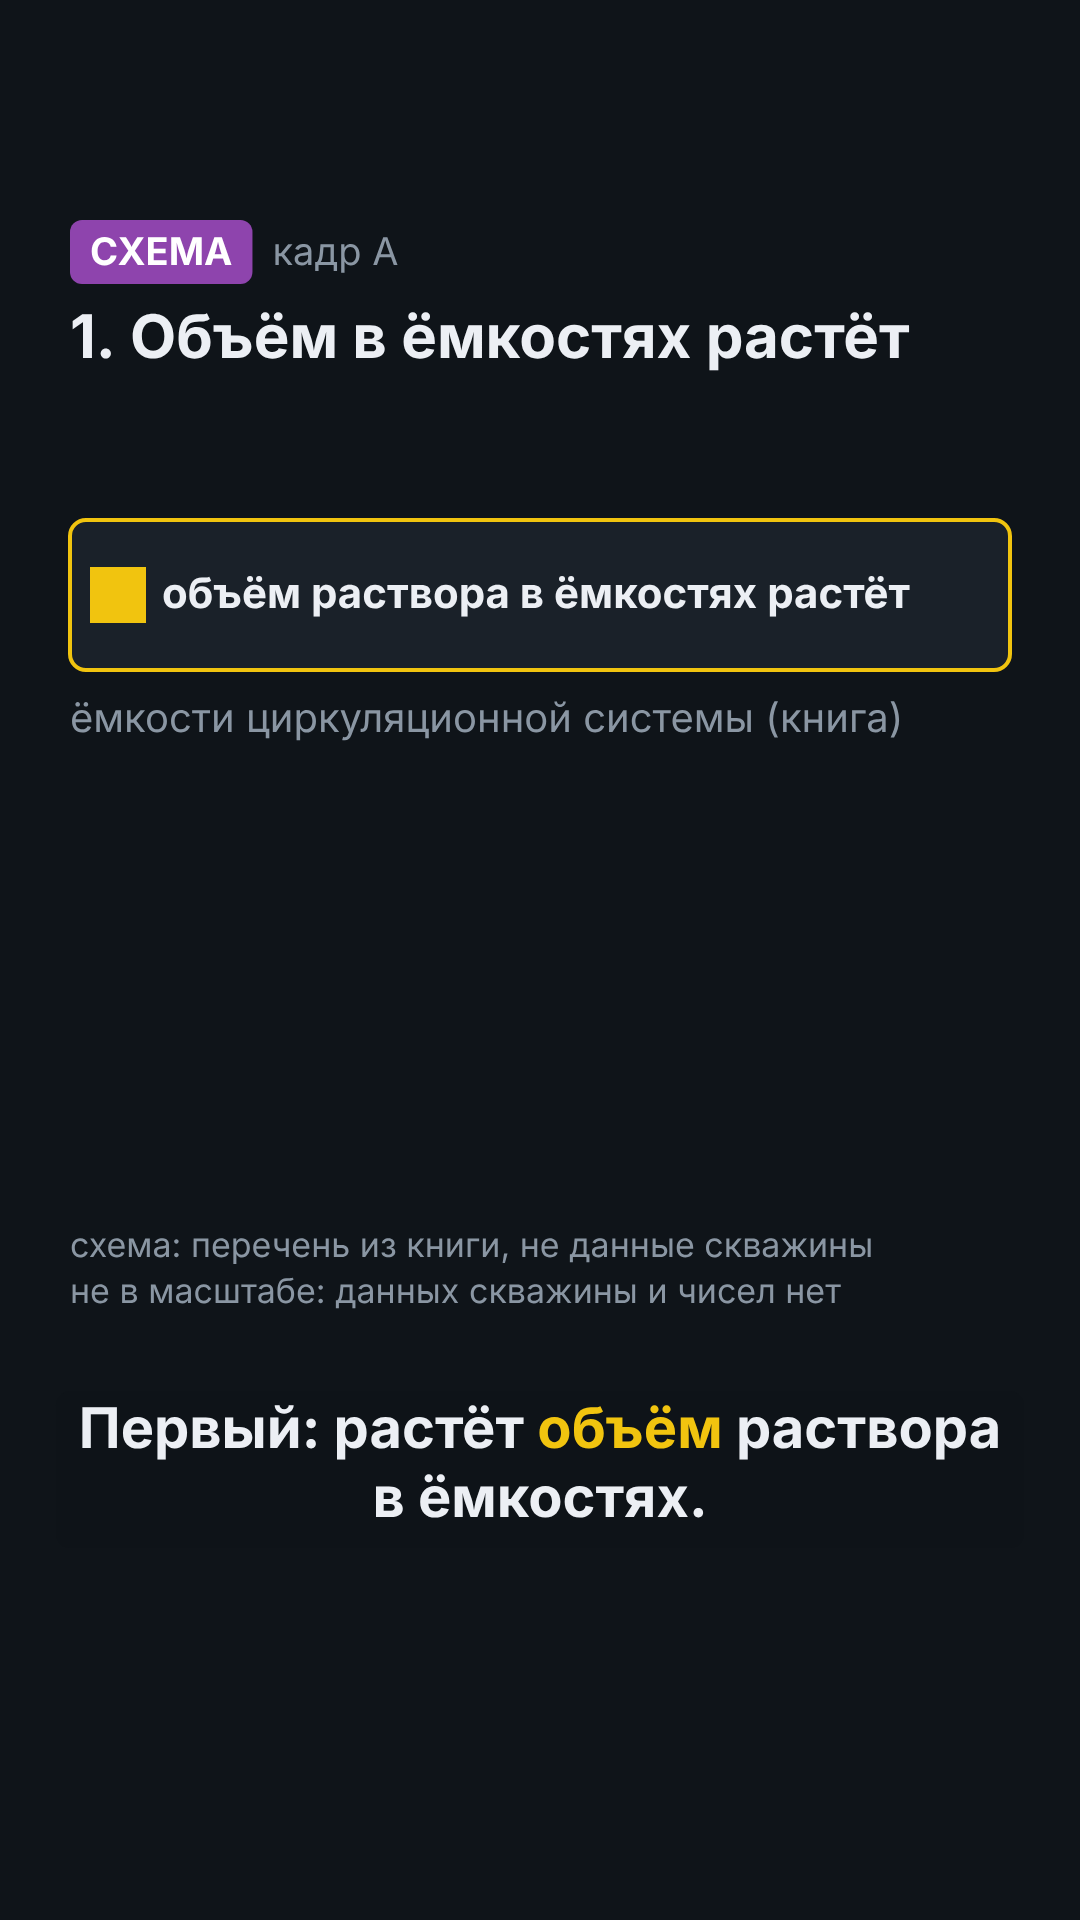 СХЕМА кадр А
1. Объём в ёмкостях растёт
объём раствора в ёмкостях растёт
ёмкости циркуляционной системы (книга)
схема: перечень из книги, не данные скважины
не в масштабе: данных скважины и чисел нет
Первый: растёт объём раствора
в ёмкостях.